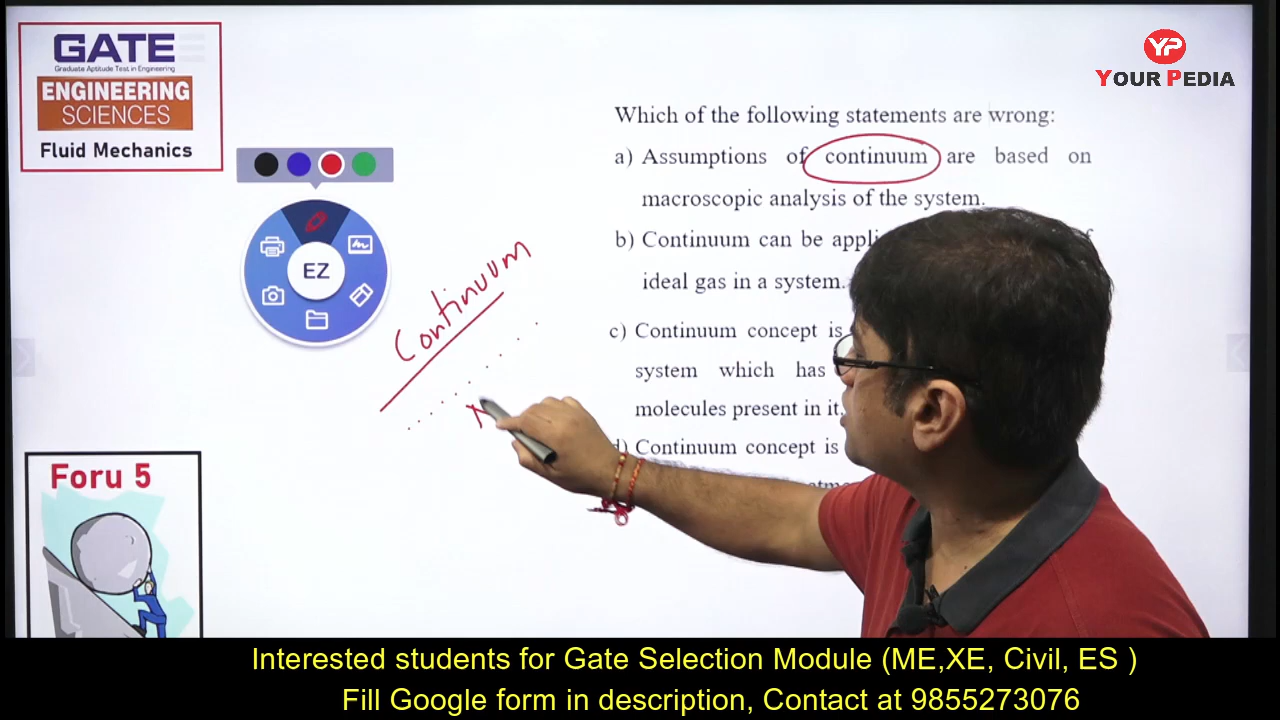 GATE
Graduate Aptitude Test in Engineering
ENGINEERING
SCIENCES
Fluid Mechanics
YP
YOUR PEDIA
EZ
Continuum
Which of the following statements are wrong:
a) Assumptions of continuum are based on
macroscopic analysis of the system.
b) Continuum can be appli
ideal gas in a system.
c) Continuum concept is
system which has
molecules present in it.
d) Continuum concept is
Foru 5
Interested students for Gate Selection Module (ME,XE, Civil, ES )
Fill Google form in description, Contact at 9855273076